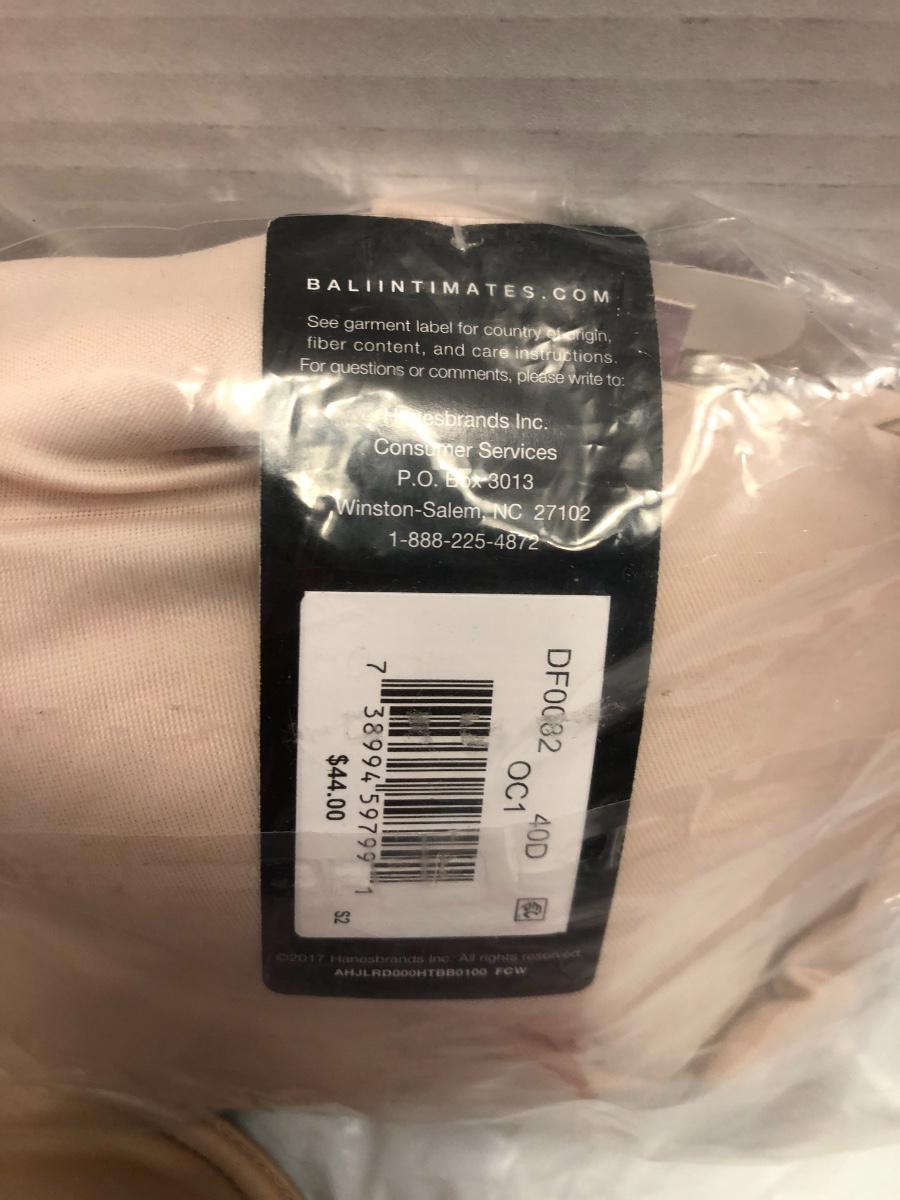 BALIINTIMATES.COM
See garment label for country of origin,
fiber content, and care instructions.
For questions or comments, please write to:
Hanesbrands Inc.
Consumer Services
P.O. Box 3013
Winston-Salem, NC 27102
1-888-225-4872
DF0082
OC1 40D
7 38994 59799 1
$44.00
S2
©2017 Hanesbrands Inc. All rights reserved.
AHJLRD000HTBB0100 FCW